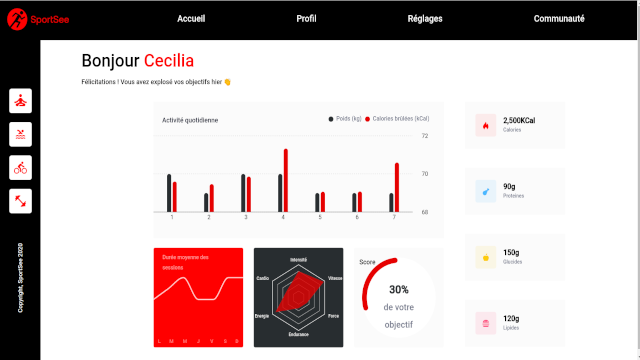 SportSee
Accueil
Profil
Réglages
Communauté
Bonjour Cecilia
Félicitations ! Vous avez explosé vos objectifs hier 👏
Activité quotidienne
Poids (kg)
Calories brûlées (kCal)
72
70
68
1 2 3 4 5 6 7
2,500KCal
Calories
90g
Proteines
150g
Glucides
120g
Lipides
Durée moyenne des
sessions
L M M J V S D
Intensité
Vitesse
Force
Endurance
Energie
Cardio
Score
30%
de votre
objectif
Copyright, SportSee 2020